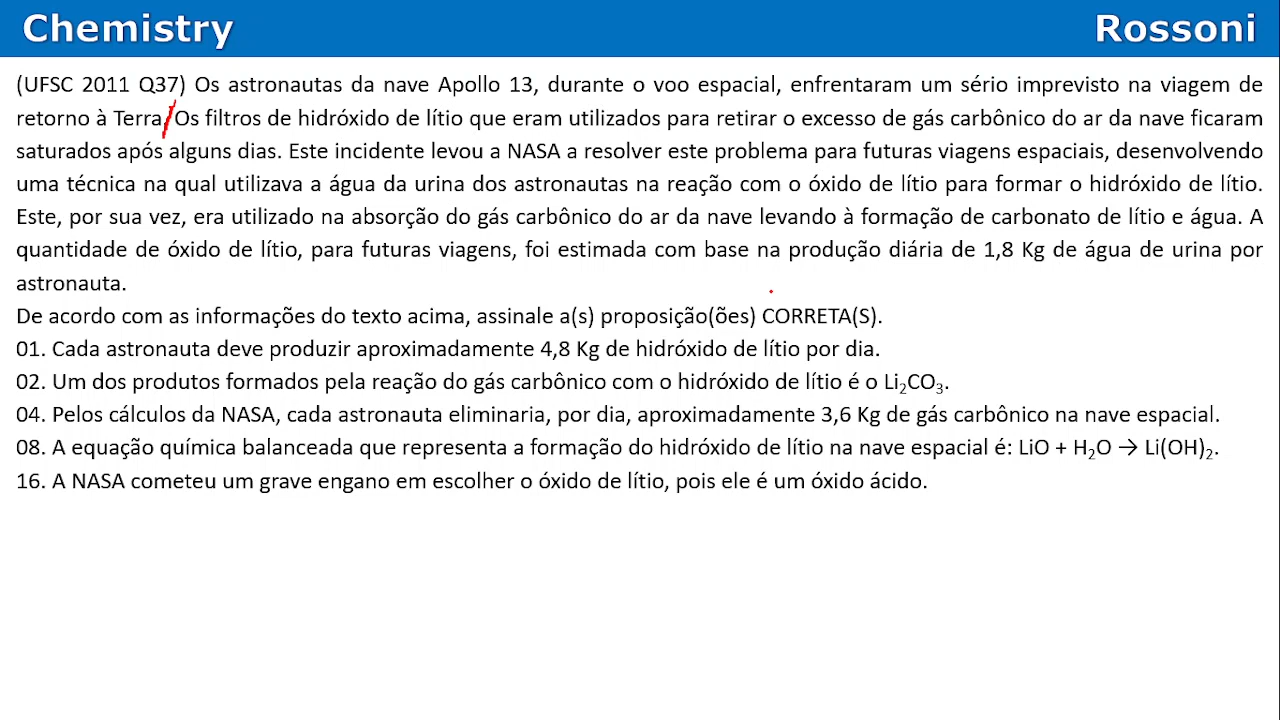 Chemistry Rossoni
(UFSC 2011 Q37) Os astronautas da nave Apollo 13, durante o voo espacial, enfrentaram um sério imprevisto na viagem de
retorno à Terra. Os filtros de hidróxido de lítio que eram utilizados para retirar o excesso de gás carbônico do ar da nave ficaram
saturados após alguns dias. Este incidente levou a NASA a resolver este problema para futuras viagens espaciais, desenvolvendo
uma técnica na qual utilizava a água da urina dos astronautas na reação com o óxido de lítio para formar o hidróxido de lítio.
Este, por sua vez, era utilizado na absorção do gás carbônico do ar da nave levando à formação de carbonato de lítio e água. A
quantidade de óxido de lítio, para futuras viagens, foi estimada com base na produção diária de 1,8 Kg de água de urina por
astronauta.
De acordo com as informações do texto acima, assinale a(s) proposição(ões) CORRETA(S).
01. Cada astronauta deve produzir aproximadamente 4,8 Kg de hidróxido de lítio por dia.
02. Um dos produtos formados pela reação do gás carbônico com o hidróxido de lítio é o Li₂CO₃.
04. Pelos cálculos da NASA, cada astronauta eliminaria, por dia, aproximadamente 3,6 Kg de gás carbônico na nave espacial.
08. A equação química balanceada que representa a formação do hidróxido de lítio na nave espacial é: LiO + H₂O → Li(OH)₂.
16. A NASA cometeu um grave engano em escolher o óxido de lítio, pois ele é um óxido ácido.